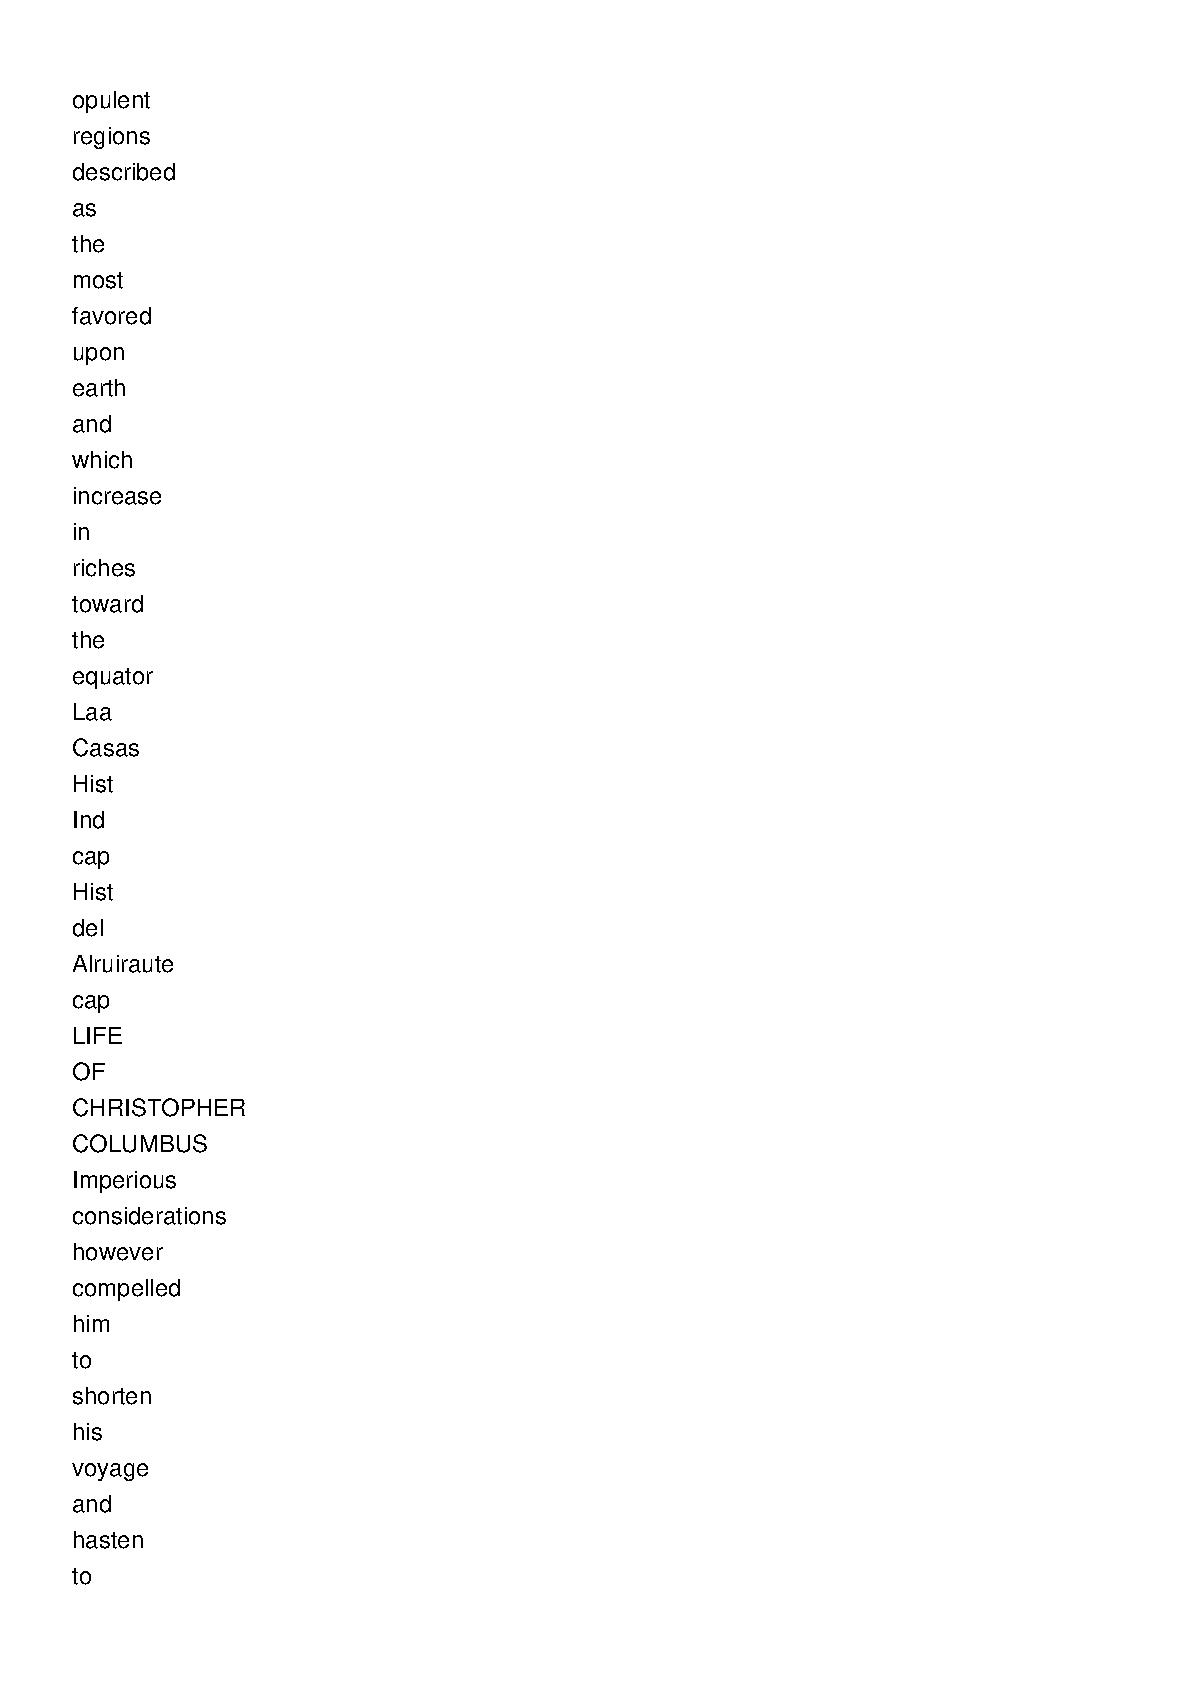 opulent
regions
described
as
the
most
favored
upon
earth
and
which
increase
in
riches
toward
the
equator
Laa
Casas
Hist
Ind
cap
Hist
del
Alruiraute
cap
LIFE
OF
CHRISTOPHER
COLUMBUS
Imperious
considerations
however
compelled
him
to
shorten
his
voyage
and
hasten
to